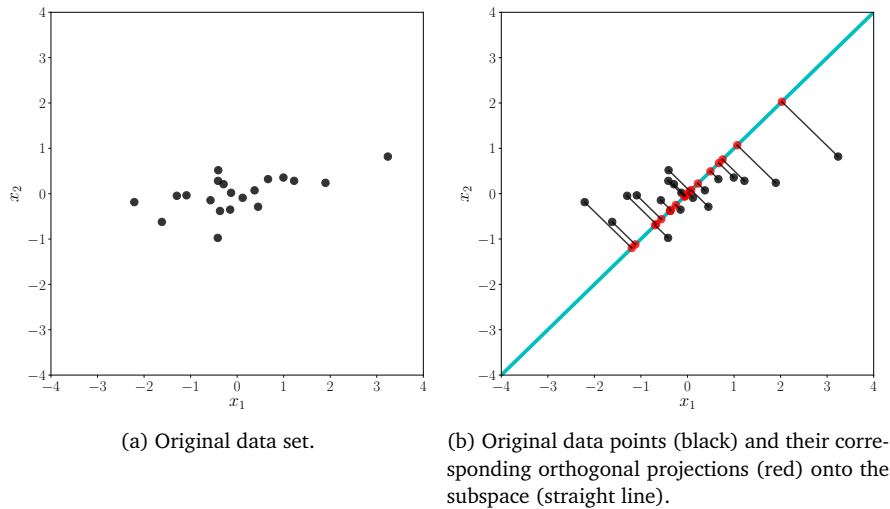 4
3
2
1
0
−1
−2
−3
−4
x2
−4 −3 −2 −1 0 1 2 3 4
x1
(a) Original data set.
4
3
2
1
0
−1
−2
−3
−4
x2
−4 −3 −2 −1 0 1 2 3 4
x1
(b) Original data points (black) and their corre-
sponding orthogonal projections (red) onto the
subspace (straight line).